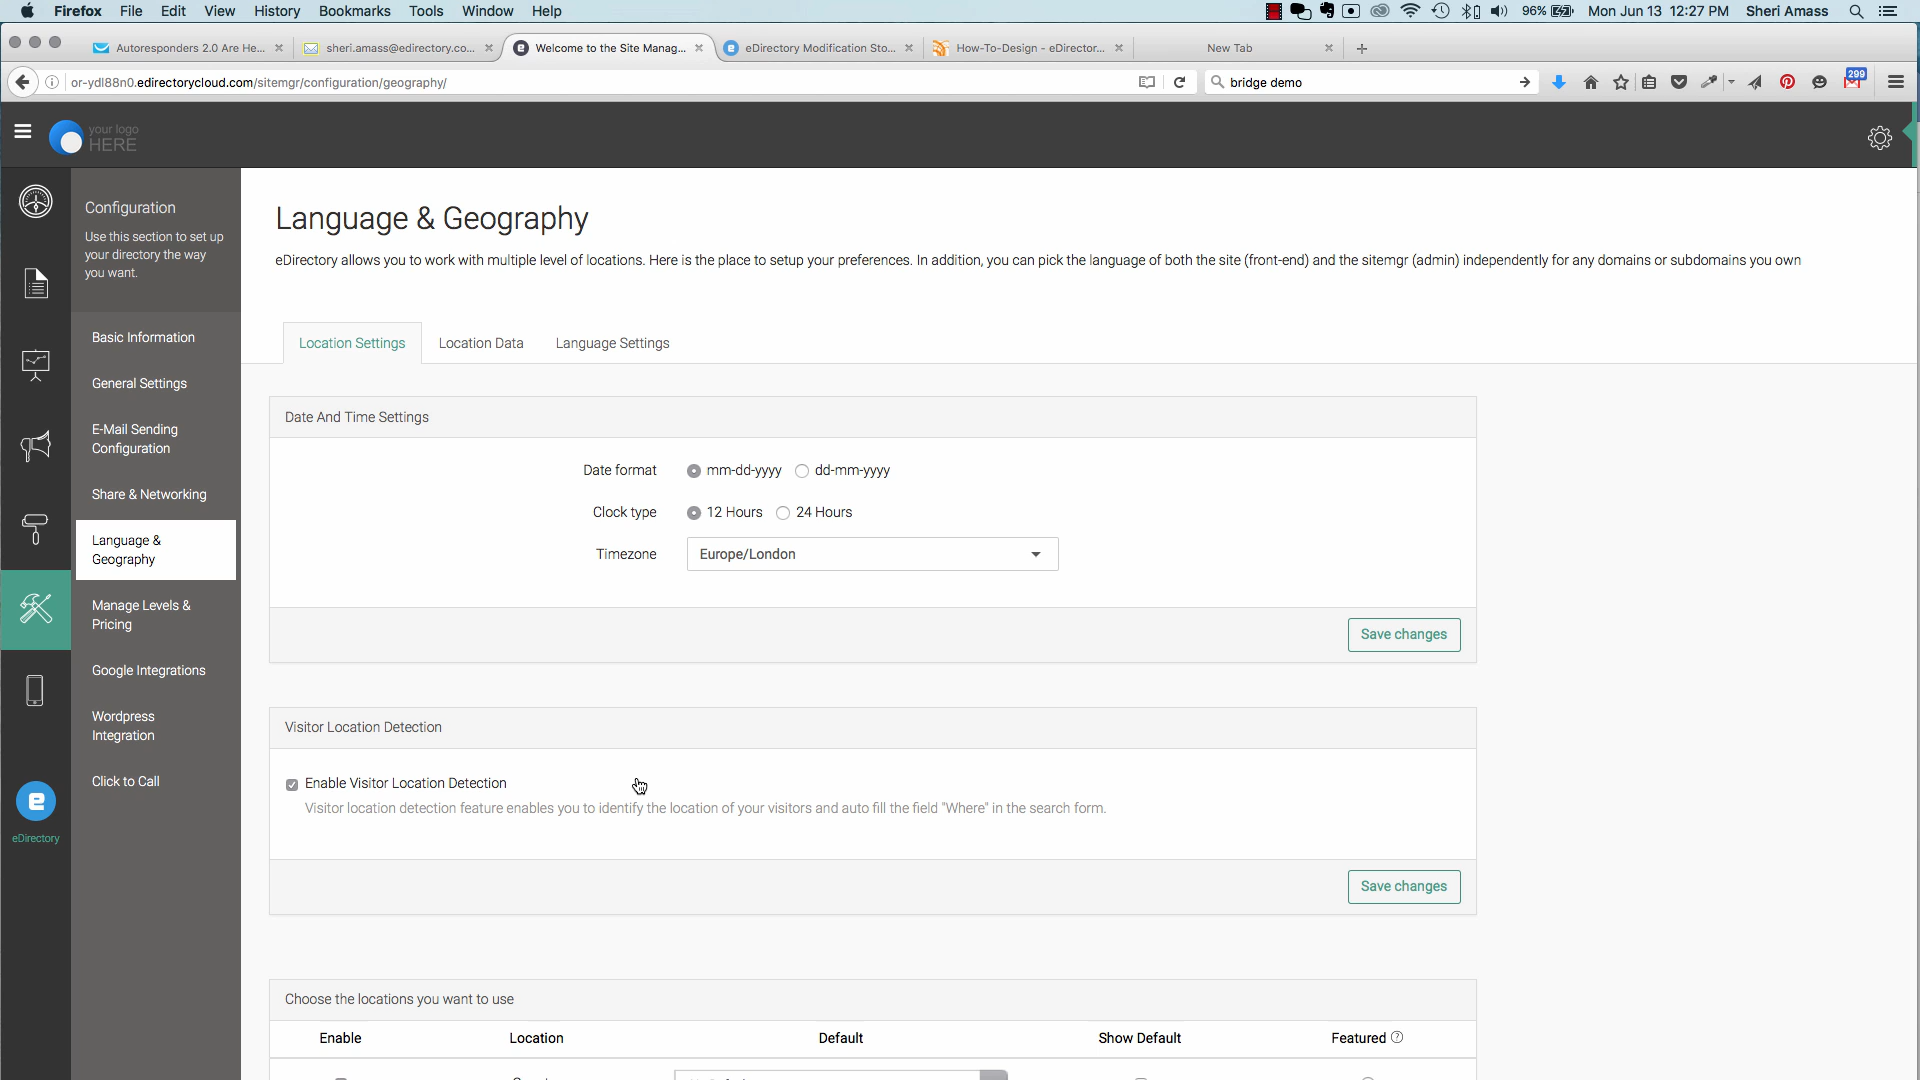 Firefox File Edit View History Bookmarks Tools Window Help 96% Mon Jun 13 12:27 PM Sheri Amass
Autoresponders 2.0 Are He... sheri.amass@edirectory.co... Welcome to the Site Manag... eDirectory Modification Sto... How-To-Design - eDirector... New Tab
or-ydl88n0.edirectorycloud.com/sitemgr/configuration/geography/ bridge demo 299
your logo
HERE
Configuration
Use this section to set up
your directory the way
you want.
Basic Information
General Settings
E-Mail Sending
Configuration
Share & Networking
Language &
Geography
Manage Levels &
Pricing
Google Integrations
Wordpress
Integration
Click to Call
eDirectory
Language & Geography
eDirectory allows you to work with multiple level of locations. Here is the place to setup your preferences. In addition, you can pick the language of both the site (front-end) and the sitemgr (admin) independently for any domains or subdomains you own
Location Settings Location Data Language Settings
Date And Time Settings
Date format mm-dd-yyyy dd-mm-yyyy
Clock type 12 Hours 24 Hours
Timezone Europe/London
Save changes
Visitor Location Detection
Enable Visitor Location Detection
Visitor location detection feature enables you to identify the location of your visitors and auto fill the field "Where" in the search form.
Save changes
Choose the locations you want to use
Enable Location Default Show Default Featured ?